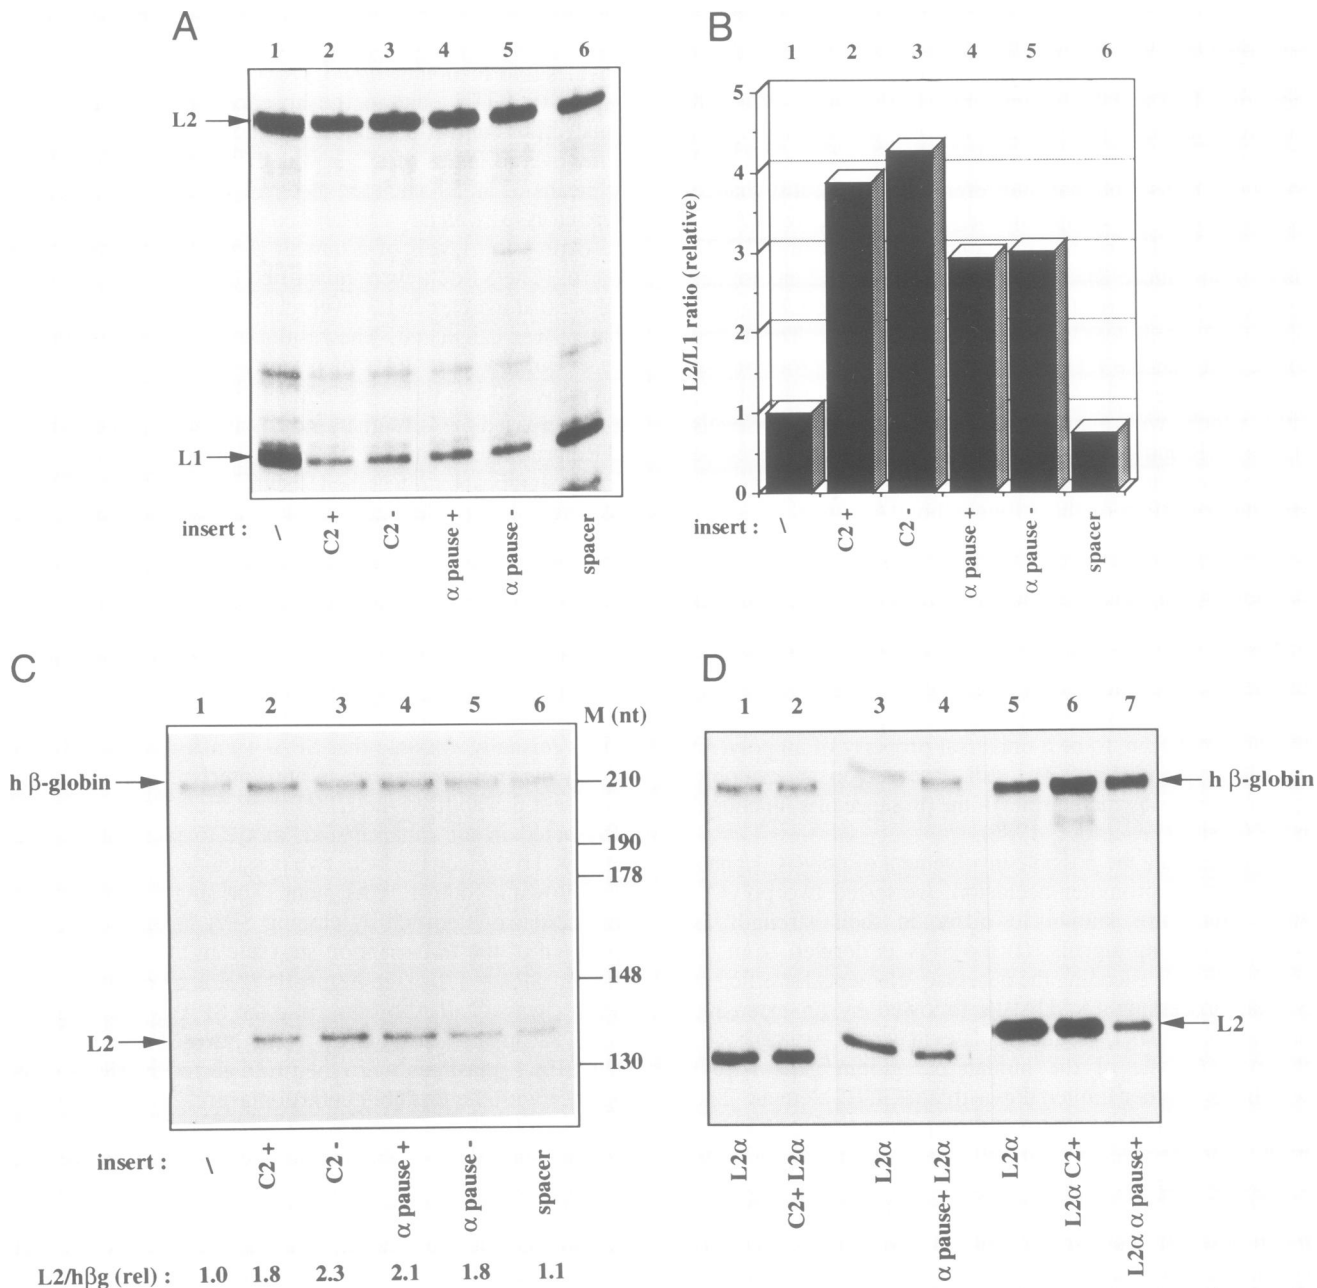 A
1 2 3 4 5 6
L2
L1
insert : \ C2 + C2 - α pause + α pause - spacer
B
1 2 3 4 5 6
L2/L1 ratio (relative)
5
4
3
2
1
0
insert : \ C2 + C2 - α pause + α pause - spacer
C
1 2 3 4 5 6 M (nt)
h β-globin 210
190
178
148
L2
130
insert : \ C2 + C2 - α pause + α pause - spacer
L2/hβg (rel) : 1.0 1.8 2.3 2.1 1.8 1.1
D
1 2 3 4 5 6 7
h β-globin
L2
L2α C2+ L2α L2α α pause+ L2α L2α L2α C2+ L2α α pause+